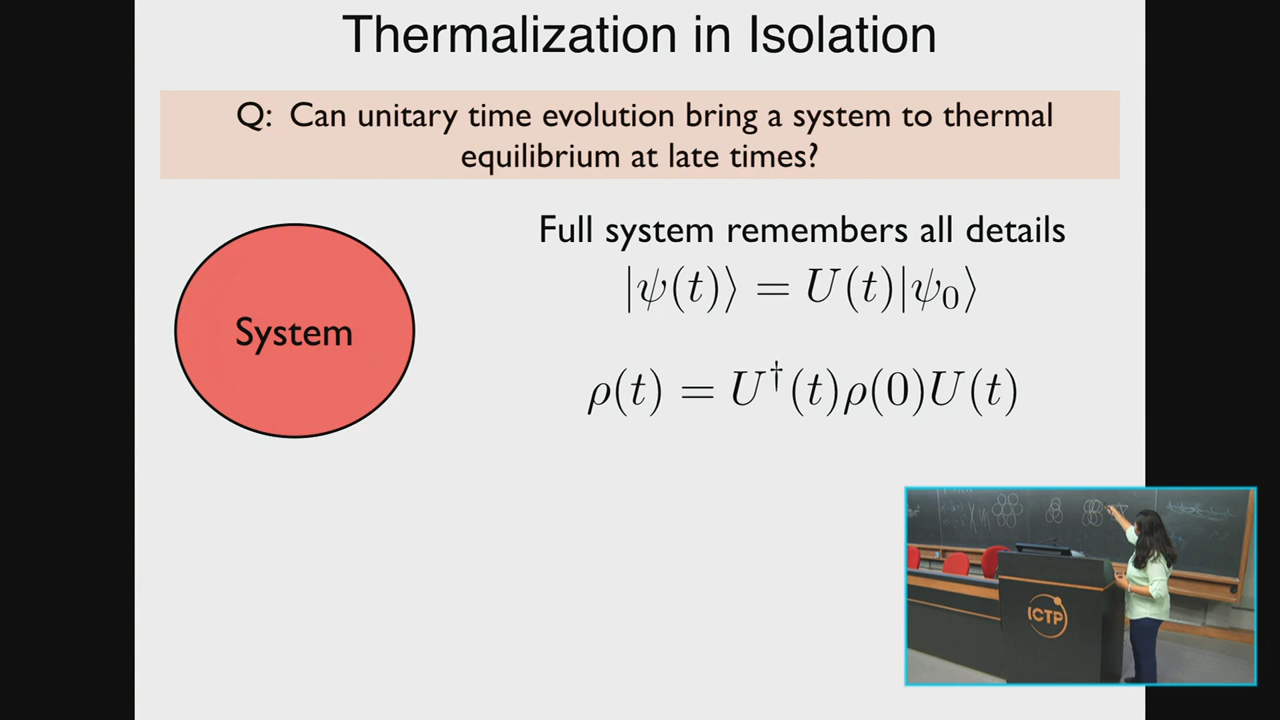 Thermalization in Isolation
Q: Can unitary time evolution bring a system to thermal
equilibrium at late times?
Full system remembers all details
|ψ(t)⟩ = U(t)|ψ₀⟩
System
ρ(t) = U†(t)ρ(0)U(t)
ICTP